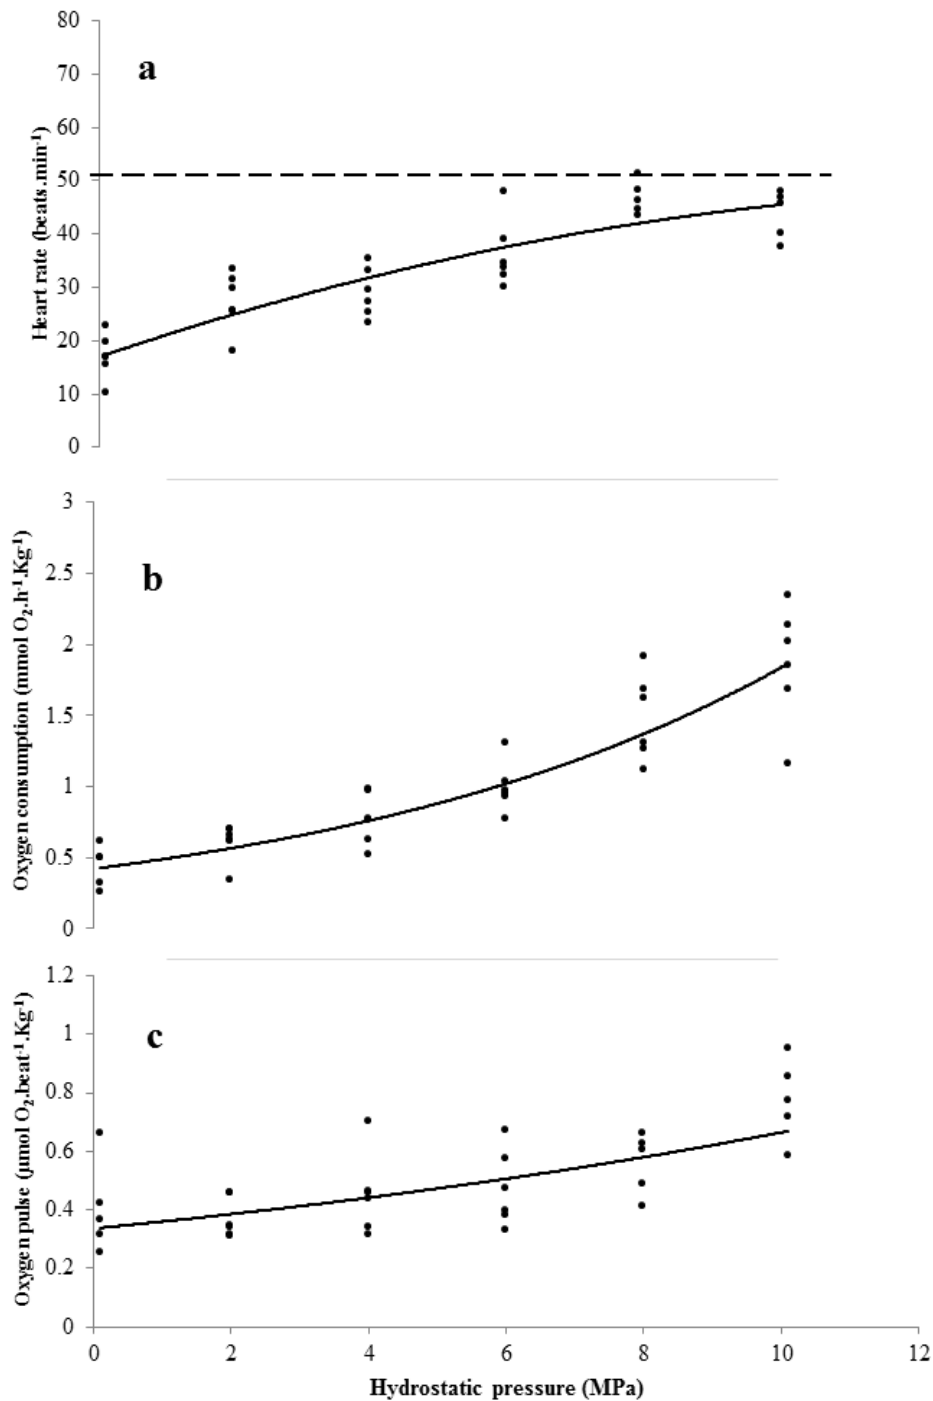 a
Heart rate (beats.min⁻¹)
80
70
60
50
40
30
20
10
0
b
Oxygen consumption (mmol O₂.h⁻¹.Kg⁻¹)
3
2.5
2
1.5
1
0.5
0
c
Oxygen pulse (µmol O₂.beat⁻¹.Kg⁻¹)
1.2
1
0.8
0.6
0.4
0.2
0
0 2 4 6 8 10 12
Hydrostatic pressure (MPa)